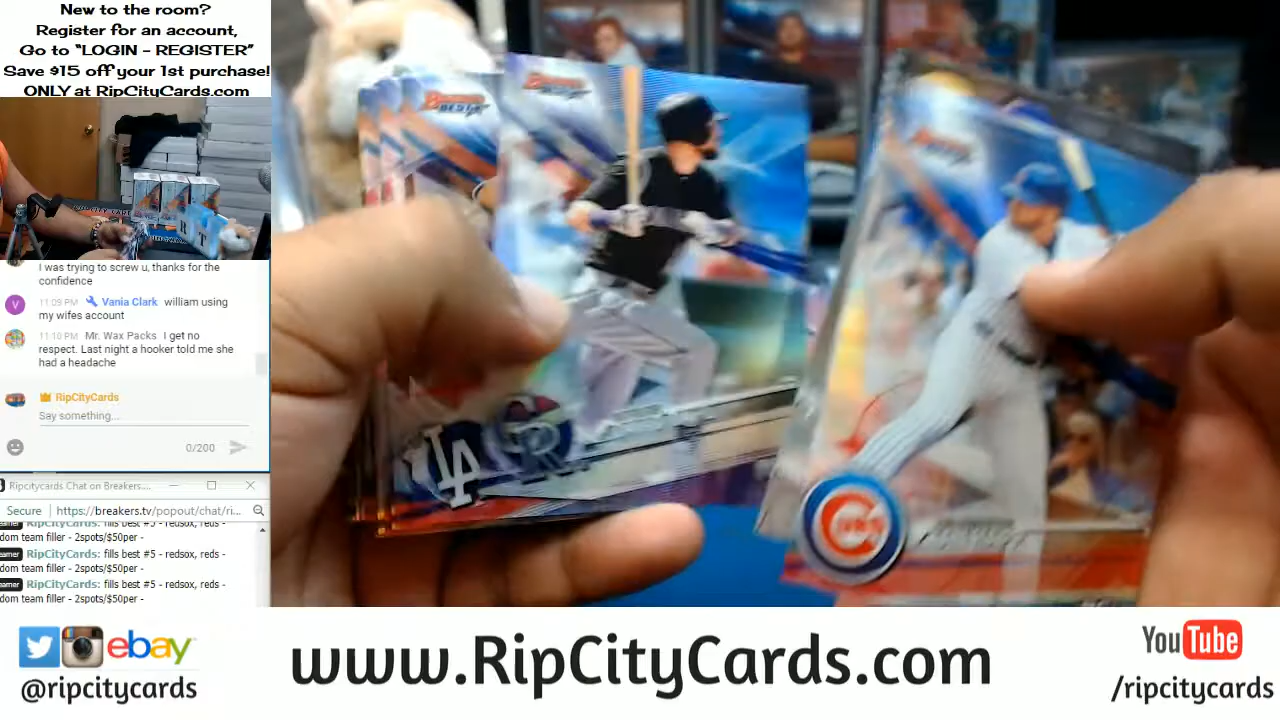 New to the room?
Register for an account,
Go to “LOGIN - REGISTER”
Save $15 off your 1st purchase!
ONLY at RipCityCards.com
R T
I was trying to screw u, thanks for the
confidence
11:09 PM Vania Clark william using
my wifes account
11:10 PM Mr. Wax Packs I get no
respect. Last night a hooker told me she
had a headache
RipCityCards
Say something...
0/200
Ripcitycards Chat on Breakers....
Secure https://breakers.tv/popout/chat/ri...
RipCityCards: fills best #5 - redsox, reds -
dom team filler - 2spots/$50per -
eamer RipCityCards: fills best #5 - redsox, reds -
dom team filler - 2spots/$50per -
eamer RipCityCards: fills best #5 - redsox, reds -
dom team filler - 2spots/$50per -
Bowman's
BEST
Bowman's
BEST
LA
CUBS
ebay
@ripcitycards
www.RipCityCards.com
YouTube
/ripcitycards